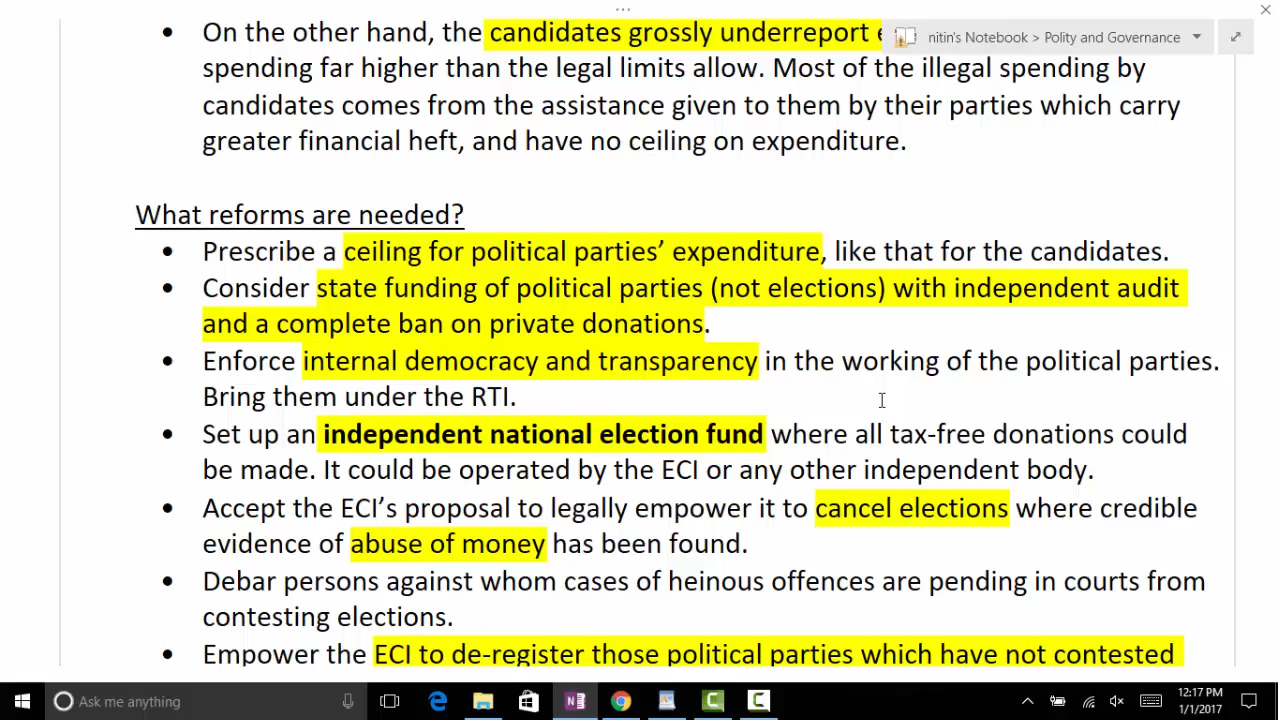 • On the other hand, the candidates grossly underreport
nitin's Notebook > Polity and Governance
spending far higher than the legal limits allow. Most of the illegal spending by
candidates comes from the assistance given to them by their parties which carry
greater financial heft, and have no ceiling on expenditure.
What reforms are needed?
• Prescribe a ceiling for political parties’ expenditure, like that for the candidates.
• Consider state funding of political parties (not elections) with independent audit
and a complete ban on private donations.
• Enforce internal democracy and transparency in the working of the political parties.
Bring them under the RTI.
• Set up an independent national election fund where all tax-free donations could
be made. It could be operated by the ECI or any other independent body.
• Accept the ECI’s proposal to legally empower it to cancel elections where credible
evidence of abuse of money has been found.
• Debar persons against whom cases of heinous offences are pending in courts from
contesting elections.
• Empower the ECI to de-register those political parties which have not contested
Ask me anything
12:17 PM
1/1/2017